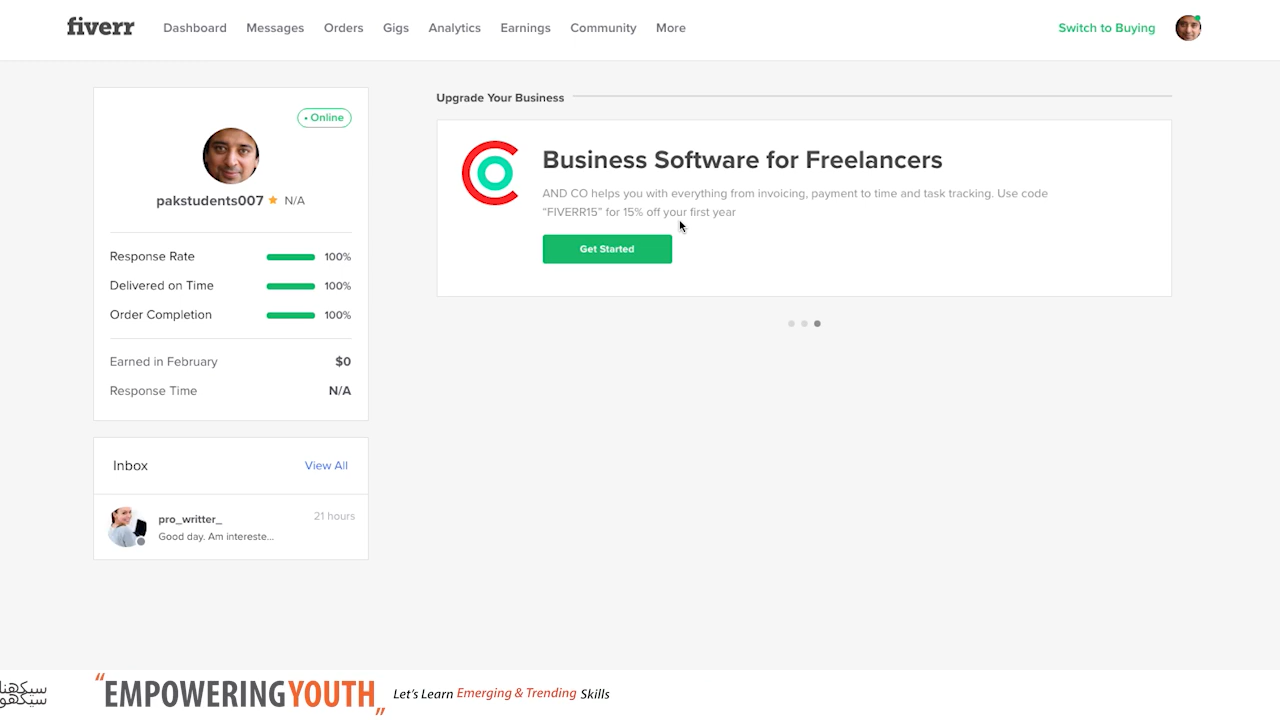 fiverr Dashboard Messages Orders Gigs Analytics Earnings Community More Switch to Buying
• Online
pakstudents007 ★ N/A
Response Rate 100%
Delivered on Time 100%
Order Completion 100%
Earned in February $0
Response Time N/A
Inbox View All
pro_writter_ 21 hours
Good day. Am intereste...
Upgrade Your Business
Business Software for Freelancers
AND CO helps you with everything from invoicing, payment to time and task tracking. Use code
“FIVERR15” for 15% off your first year
Get Started
“EMPOWERING YOUTH„ Let's Learn Emerging & Trending Skills